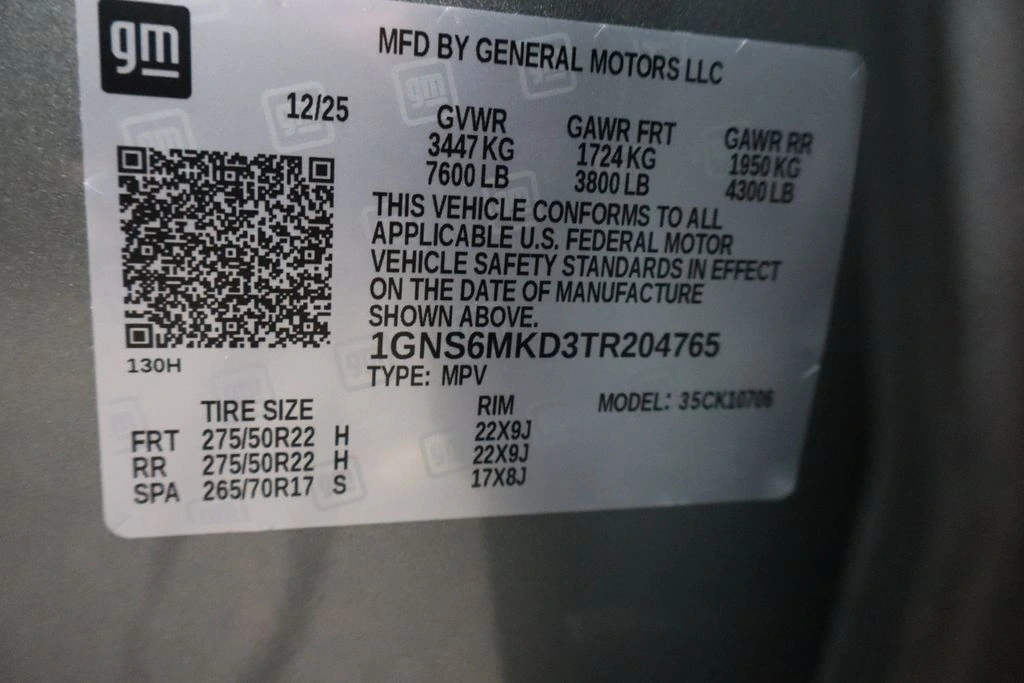 gm
MFD BY GENERAL MOTORS LLC
12/25
GVWR GAWR FRT GAWR RR
3447 KG 1724 KG 1950 KG
7600 LB 3800 LB 4300 LB
THIS VEHICLE CONFORMS TO ALL
APPLICABLE U.S. FEDERAL MOTOR
VEHICLE SAFETY STANDARDS IN EFFECT
ON THE DATE OF MANUFACTURE
SHOWN ABOVE.
1GNS6MKD3TR204765
130H
TYPE: MPV
TIRE SIZE RIM MODEL: 35CK10706
FRT 275/50R22 H 22X9J
RR 275/50R22 H 22X9J
SPA 265/70R17 S 17X8J